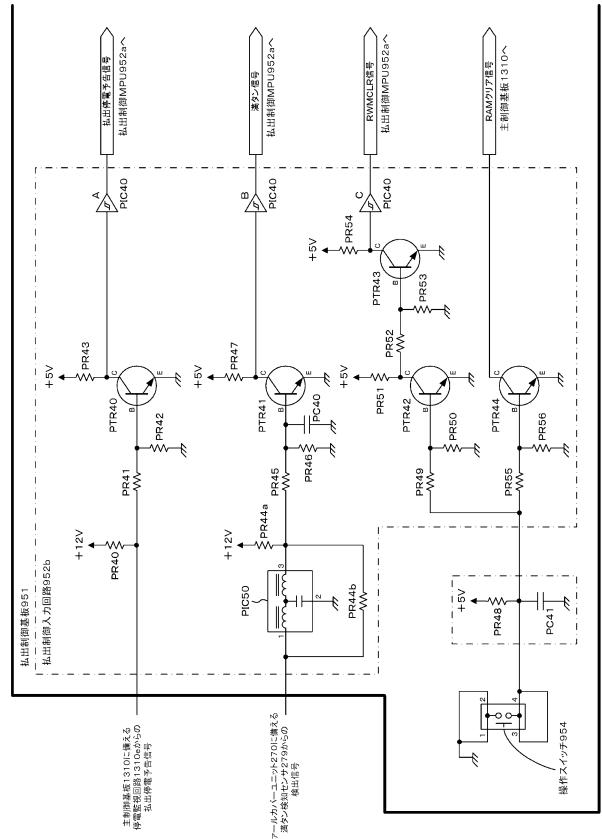 払出制御基板951
払出制御入力回路952b
主制御基板1310に備える
停電監視回路1310eからの
払出停電予告信号
+12V
PR40
PR41
PR42
+5V
PR43
PTR40
B
C
E
A
PIC40
払出停電予告信号
払出制御MPU952aへ
アールカバーユニット270に備える
満タン検知センサ279からの
検出信号
PIC50
1
2
3
+12V
PR44a
PR44b
PR45
PR46
PC40
+5V
PR47
PTR41
B
C
E
B
PIC40
満タン信号
払出制御MPU952aへ
操作スイッチ954
1
2
3
4
+5V
PR48
PC41
PR49
PR50
+5V
PR51
PTR42
B
C
E
PR52
PR53
+5V
PR54
PTR43
B
C
E
C
PIC40
RWMCLR信号
払出制御MPU952aへ
PR55
PR56
PTR44
B
C
E
RAMクリア信号
主制御基板1310へ